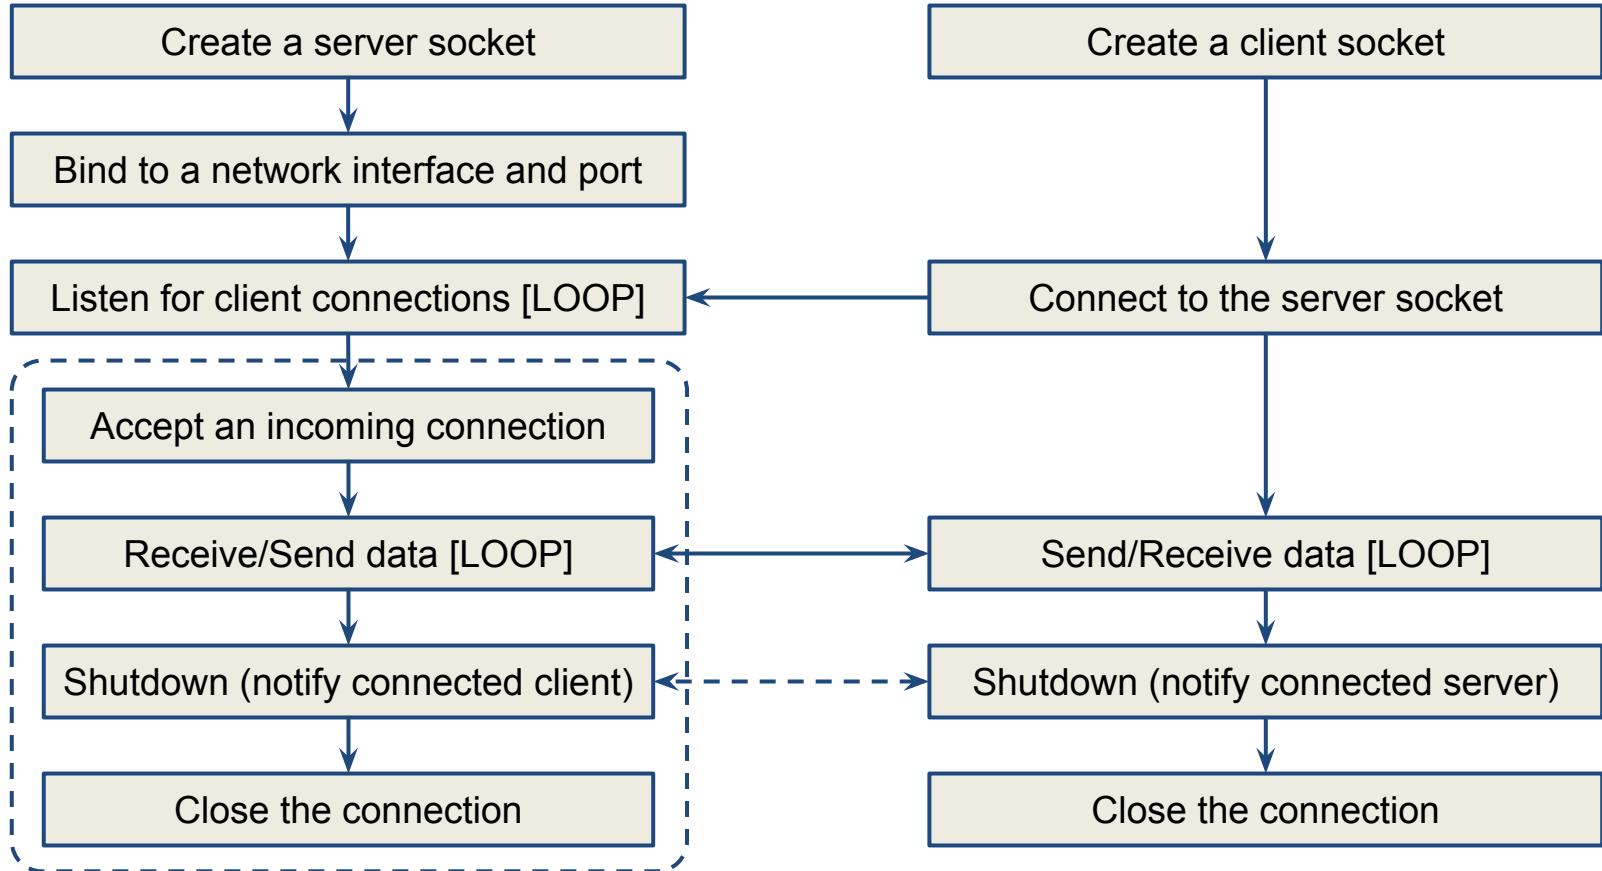 Create a server socket
Create a client socket
Bind to a network interface and port
Listen for client connections [LOOP]
Connect to the server socket
Accept an incoming connection
Receive/Send data [LOOP]
Send/Receive data [LOOP]
Shutdown (notify connected client)
Shutdown (notify connected server)
Close the connection
Close the connection